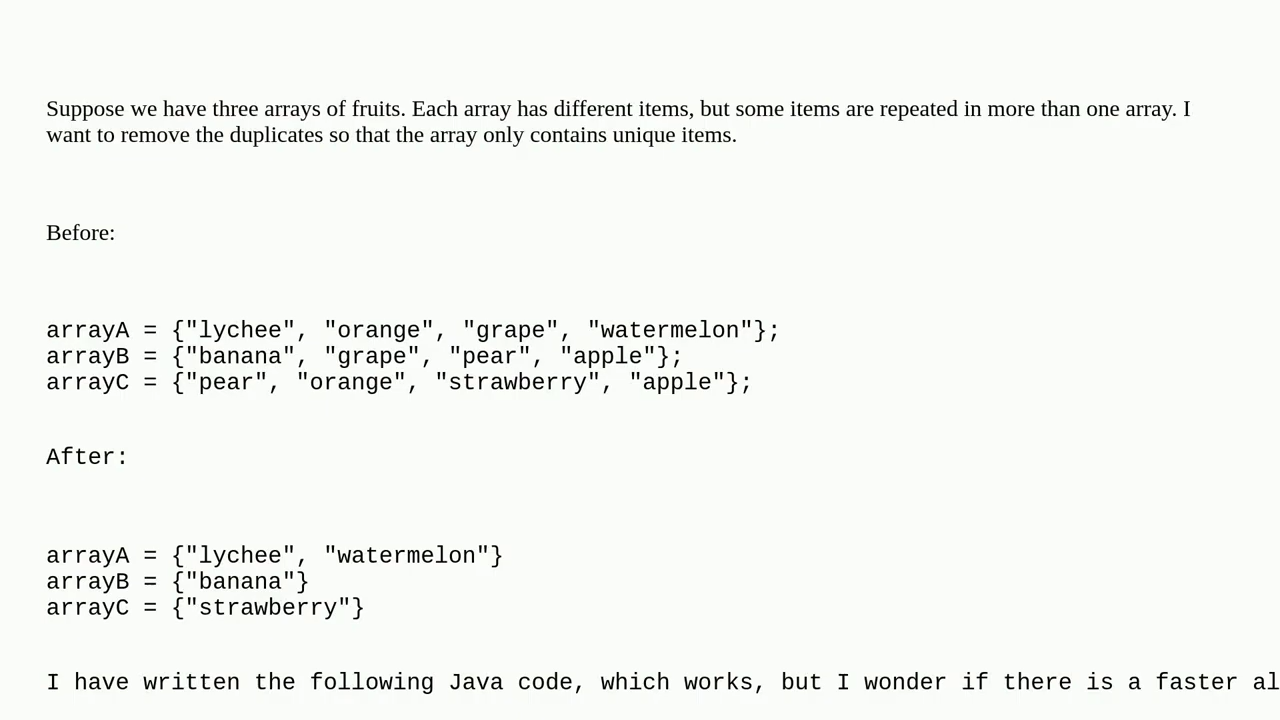 Suppose we have three arrays of fruits. Each array has different items, but some items are repeated in more than one array. I
want to remove the duplicates so that the array only contains unique items.
Before:
arrayA = {"lychee", "orange", "grape", "watermelon"};
arrayB = {"banana", "grape", "pear", "apple"};
arrayC = {"pear", "orange", "strawberry", "apple"};
After:
arrayA = {"lychee", "watermelon"}
arrayB = {"banana"}
arrayC = {"strawberry"}
I have written the following Java code, which works, but I wonder if there is a faster al